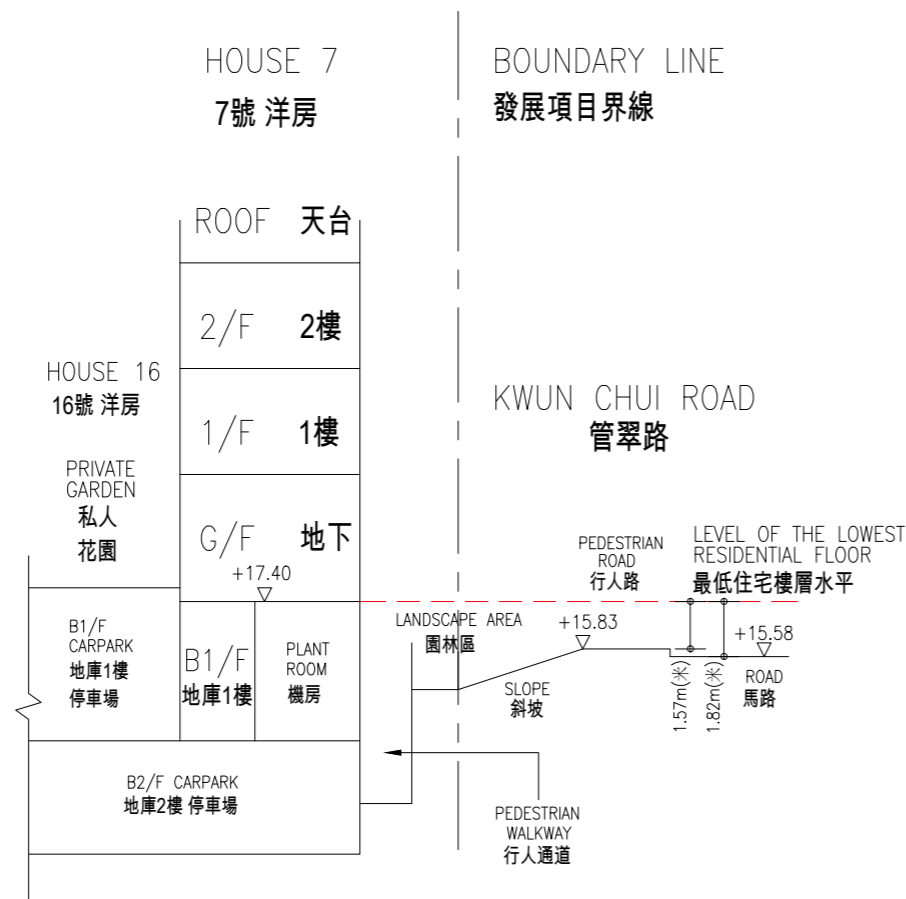 HOUSE 7
7號 洋房
BOUNDARY LINE
發展項目界線
ROOF 天台
2/F 2樓
HOUSE 16
16號 洋房
1/F 1樓
KWUN CHUI ROAD
管翠路
PRIVATE
GARDEN
私人
花園
G/F 地下
+17.40
PEDESTRIAN
ROAD
行人路
LEVEL OF THE LOWEST
RESIDENTIAL FLOOR
最低住宅樓層水平
B1/F
CARPARK
地庫1樓
停車場
B1/F
地庫1樓
PLANT
ROOM
機房
LANDSCAPE AREA
園林區
+15.83
+15.58
SLOPE
斜坡
1.57m(米)
1.82m(米)
ROAD
馬路
B2/F CARPARK
地庫2樓 停車場
PEDESTRIAN
WALKWAY
行人通道